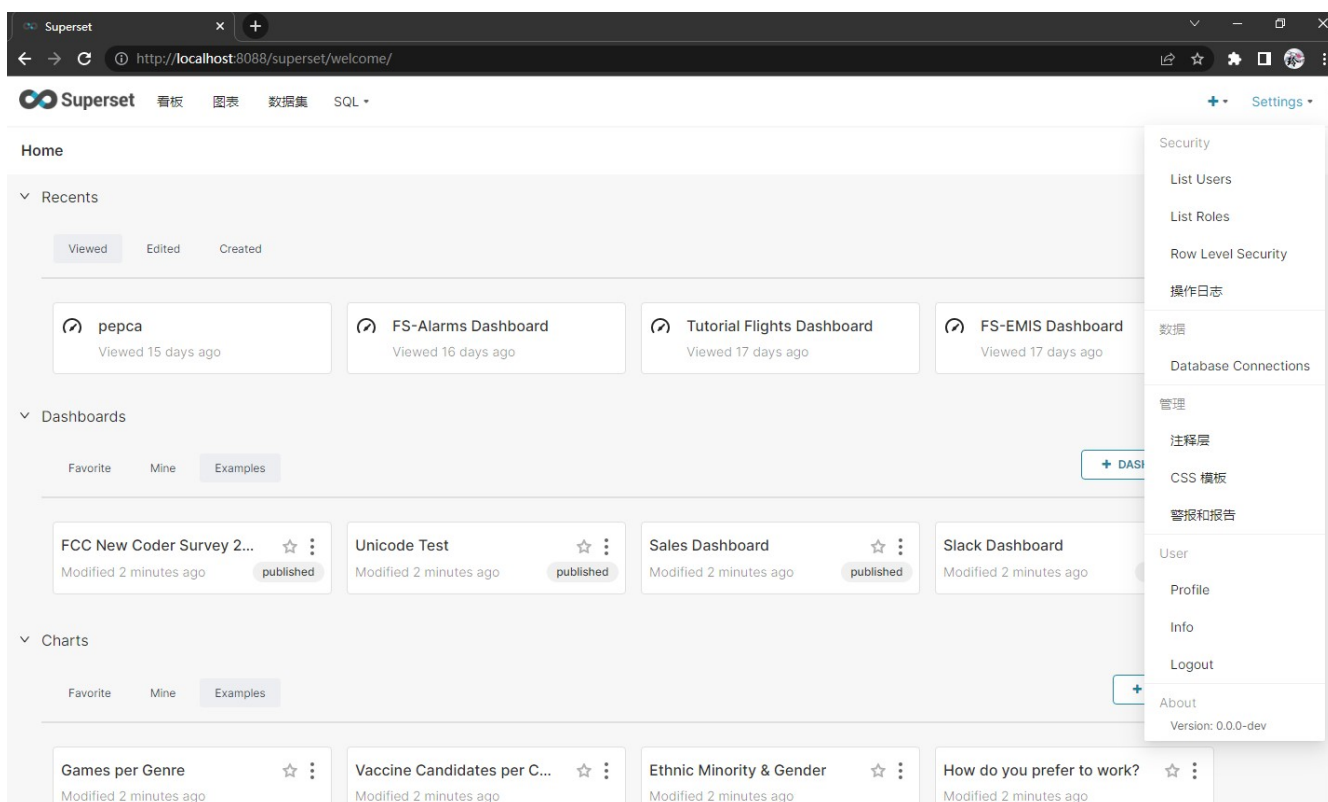 Superset
http://localhost:8088/superset/welcome/
Superset 看板 图表 数据集 SQL Settings
Home
Recents
Viewed Edited Created
pepca FS-Alarms Dashboard Tutorial Flights Dashboard FS-EMIS Dashboard
Viewed 15 days ago Viewed 16 days ago Viewed 17 days ago Viewed 17 days ago
Dashboards
Favorite Mine Examples
+ DASH
FCC New Coder Survey 2... Unicode Test Sales Dashboard Slack Dashboard
Modified 2 minutes ago published Modified 2 minutes ago published Modified 2 minutes ago published Modified 2 minutes ago
Charts
Favorite Mine Examples
+
Games per Genre Vaccine Candidates per C... Ethnic Minority & Gender How do you prefer to work?
Modified 2 minutes ago Modified 2 minutes ago Modified 2 minutes ago Modified 2 minutes ago
Security
List Users
List Roles
Row Level Security
操作日志
数据
Database Connections
管理
注释层
CSS 模板
警报和报告
User
Profile
Info
Logout
About
Version: 0.0.0-dev